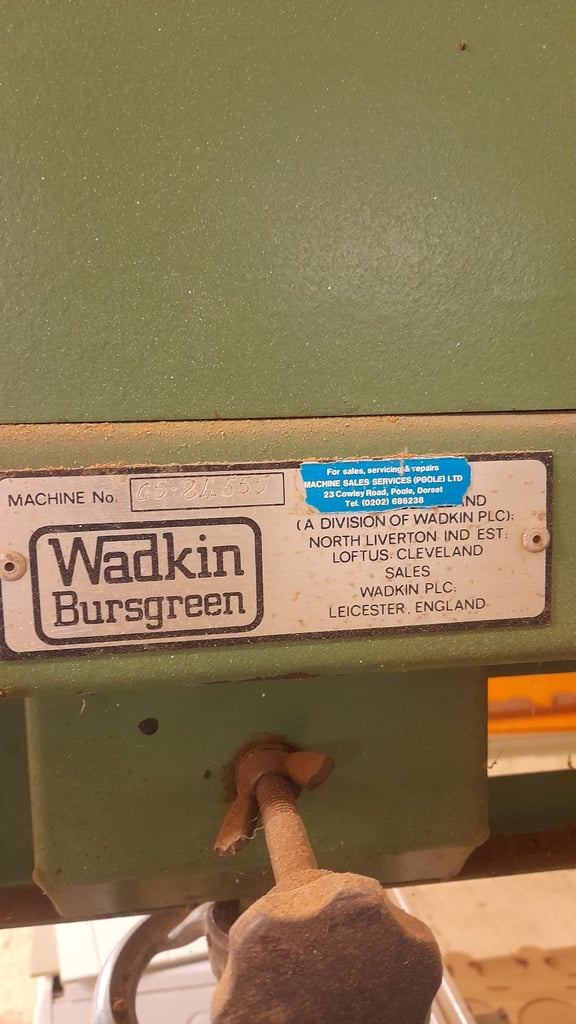 MACHINE No. CS-84555
Wadkin
Bursgreen
For sales, servicing & repairs
MACHINE SALES SERVICES (POOLE) LTD
23 Cowley Road, Poole, Dorset
Tel. (0202) 686238
AND
(A DIVISION OF WADKIN PLC);
NORTH LIVERTON IND EST:
LOFTUS. CLEVELAND
SALES
WADKIN PLC;
LEICESTER. ENGLAND